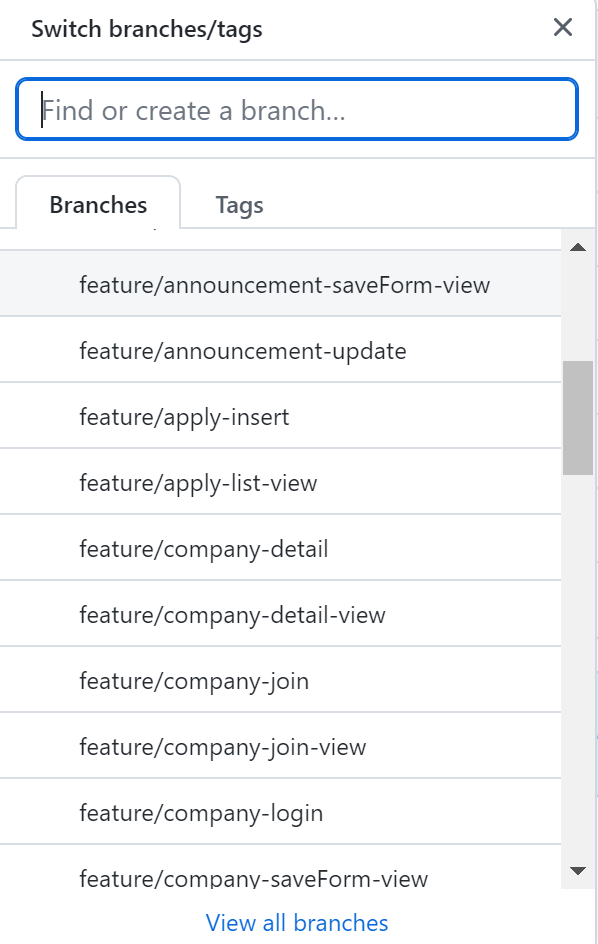 Switch branches/tags
Find or create a branch...
Branches
Tags
feature/announcement-saveForm-view
feature/announcement-update
feature/apply-insert
feature/apply-list-view
feature/company-detail
feature/company-detail-view
feature/company-join
feature/company-join-view
feature/company-login
feature/company-saveForm-view
View all branches